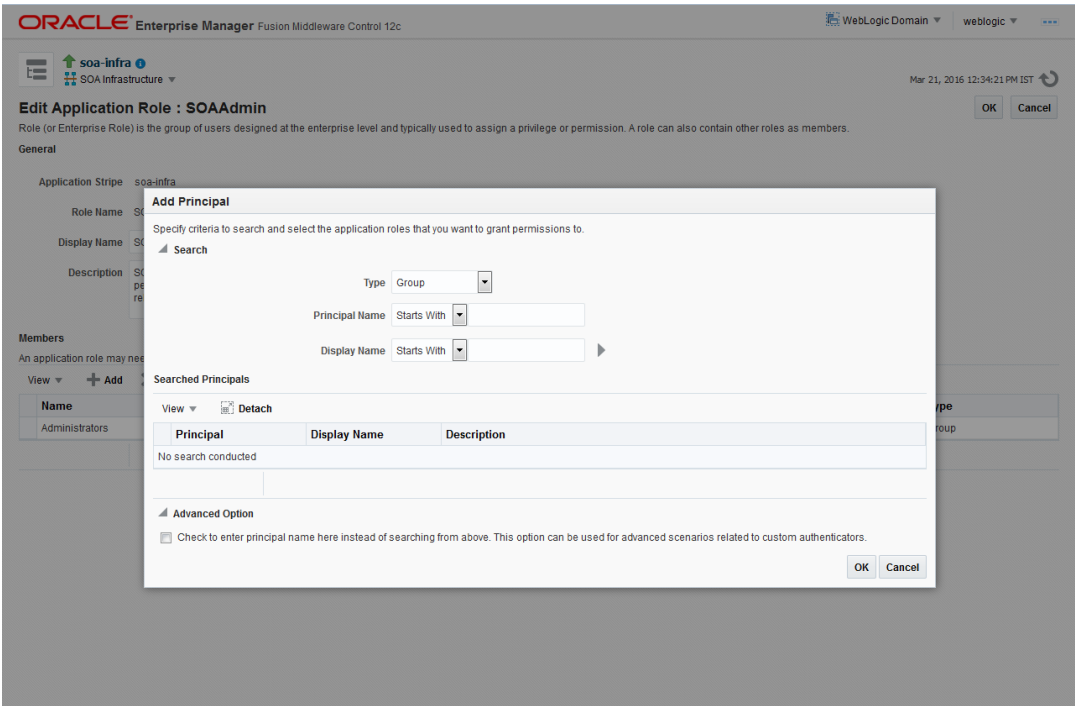 ORACLE Enterprise Manager Fusion Middleware Control 12c
WebLogic Domain
weblogic
soa-infra
SOA Infrastructure
Mar 21, 2016 12:34:21 PM IST
Edit Application Role : SOAAdmin
OK Cancel
Role (or Enterprise Role) is the group of users designed at the enterprise level and typically used to assign a privilege or permission. A role can also contain other roles as members.
General
Application Stripe soa-infra
Role Name
Display Name
Description
Members
An application role may
View Add
Name
Administrators
Add Principal
Specify criteria to search and select the application roles that you want to grant permissions to.
Search
Type Group
Principal Name Starts With
Display Name Starts With
Searched Principals
View Detach
Principal Display Name Description
No search conducted
Advanced Option
Check to enter principal name here instead of searching from above. This option can be used for advanced scenarios related to custom authenticators.
OK Cancel